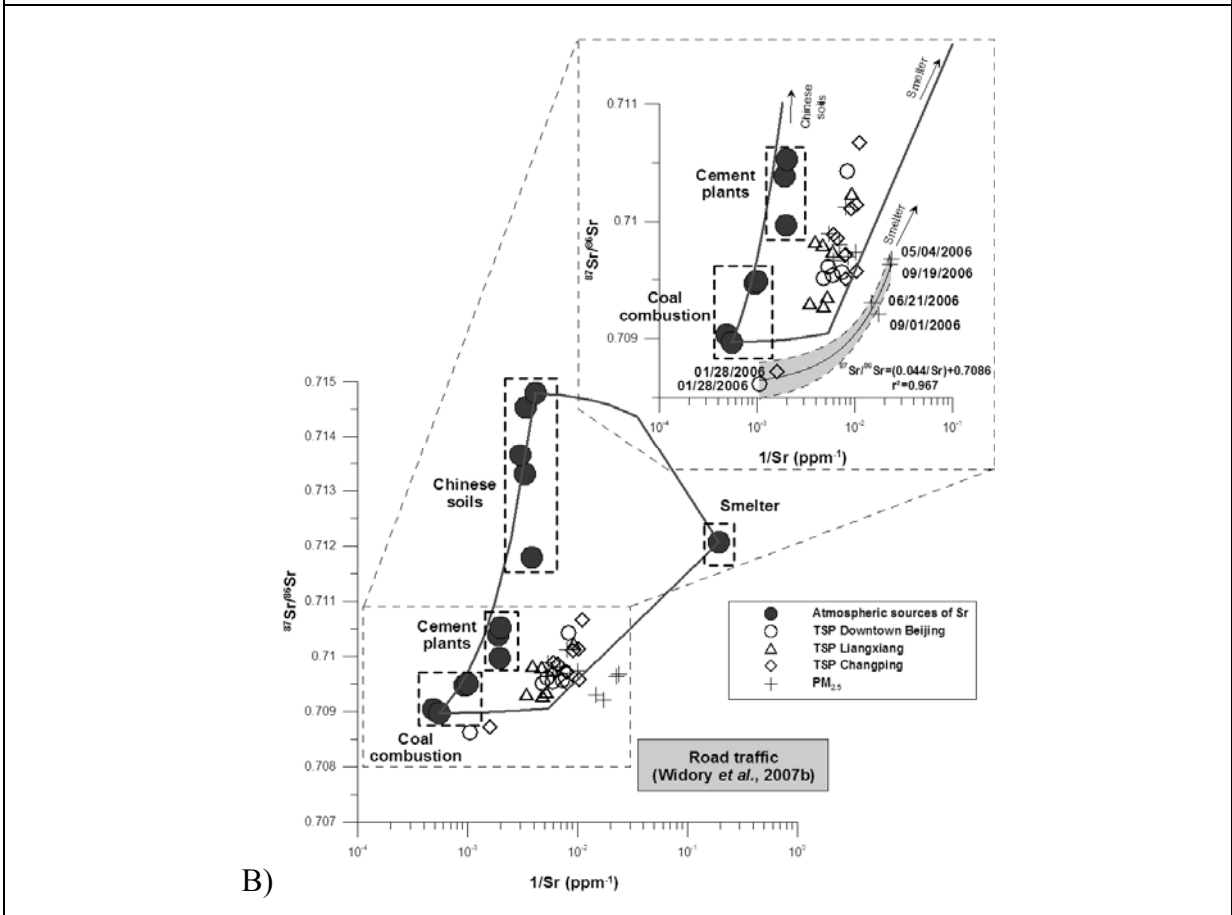 0.711
0.71
0.709
⁸⁷Sr/⁸⁶Sr
Chinese
soils
Smelter
Cement
plants
Coal
combustion
Smelter
05/04/2006
09/19/2006
06/21/2006
09/01/2006
01/28/2006
01/28/2006
⁸⁷Sr/⁸⁶Sr=(0.044/Sr)+0.7086
r²=0.967
10⁻⁴
10⁻³
10⁻²
10⁻¹
1/Sr (ppm⁻¹)
0.715
0.714
0.713
0.712
0.711
0.71
0.709
0.708
0.707
⁸⁷Sr/⁸⁶Sr
Chinese
soils
Smelter
Cement
plants
Coal
combustion
Atmospheric sources of Sr
TSP Downtown Beijing
TSP Liangxiang
TSP Changping
PM₂.₅
Road traffic
(Widory et al., 2007b)
10⁻⁴
10⁻³
10⁻²
10⁻¹
10⁰
1/Sr (ppm⁻¹)
B)